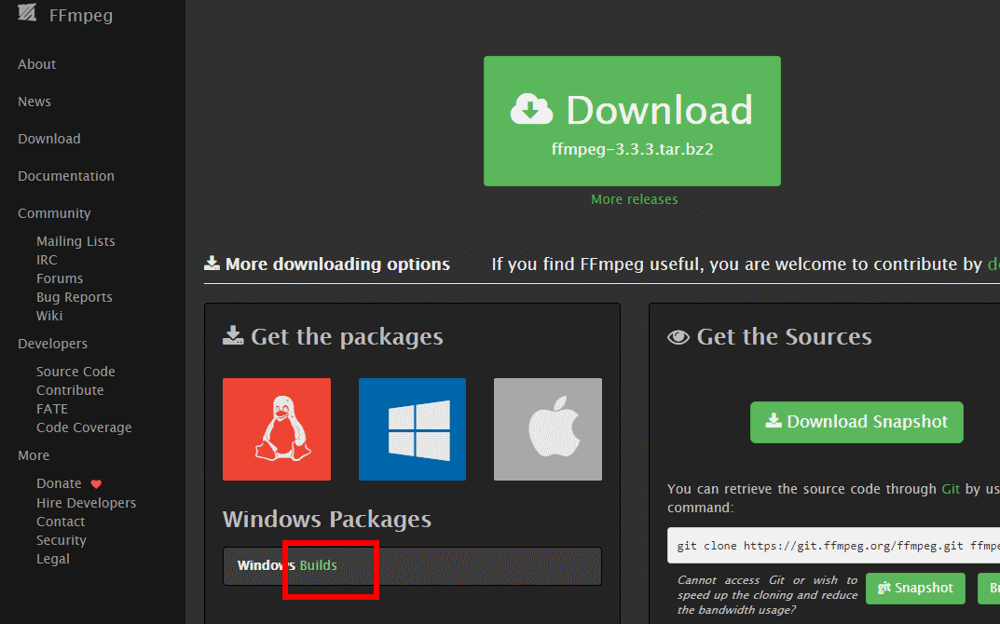 FFmpeg
About
News
Download
Documentation
Community
Mailing Lists
IRC
Forums
Bug Reports
Wiki
Developers
Source Code
Contribute
FATE
Code Coverage
More
Donate
Hire Developers
Contact
Security
Legal
Download
ffmpeg-3.3.3.tar.bz2
More releases
More downloading options
If you find FFmpeg useful, you are welcome to contribute by
Get the packages
Windows Packages
Windows Builds
Get the Sources
Download Snapshot
You can retrieve the source code through Git by us
command:
git clone https://git.ffmpeg.org/ffmpeg.git ffmpe
Cannot access Git or wish to
speed up the cloning and reduce
the bandwidth usage?
git Snapshot